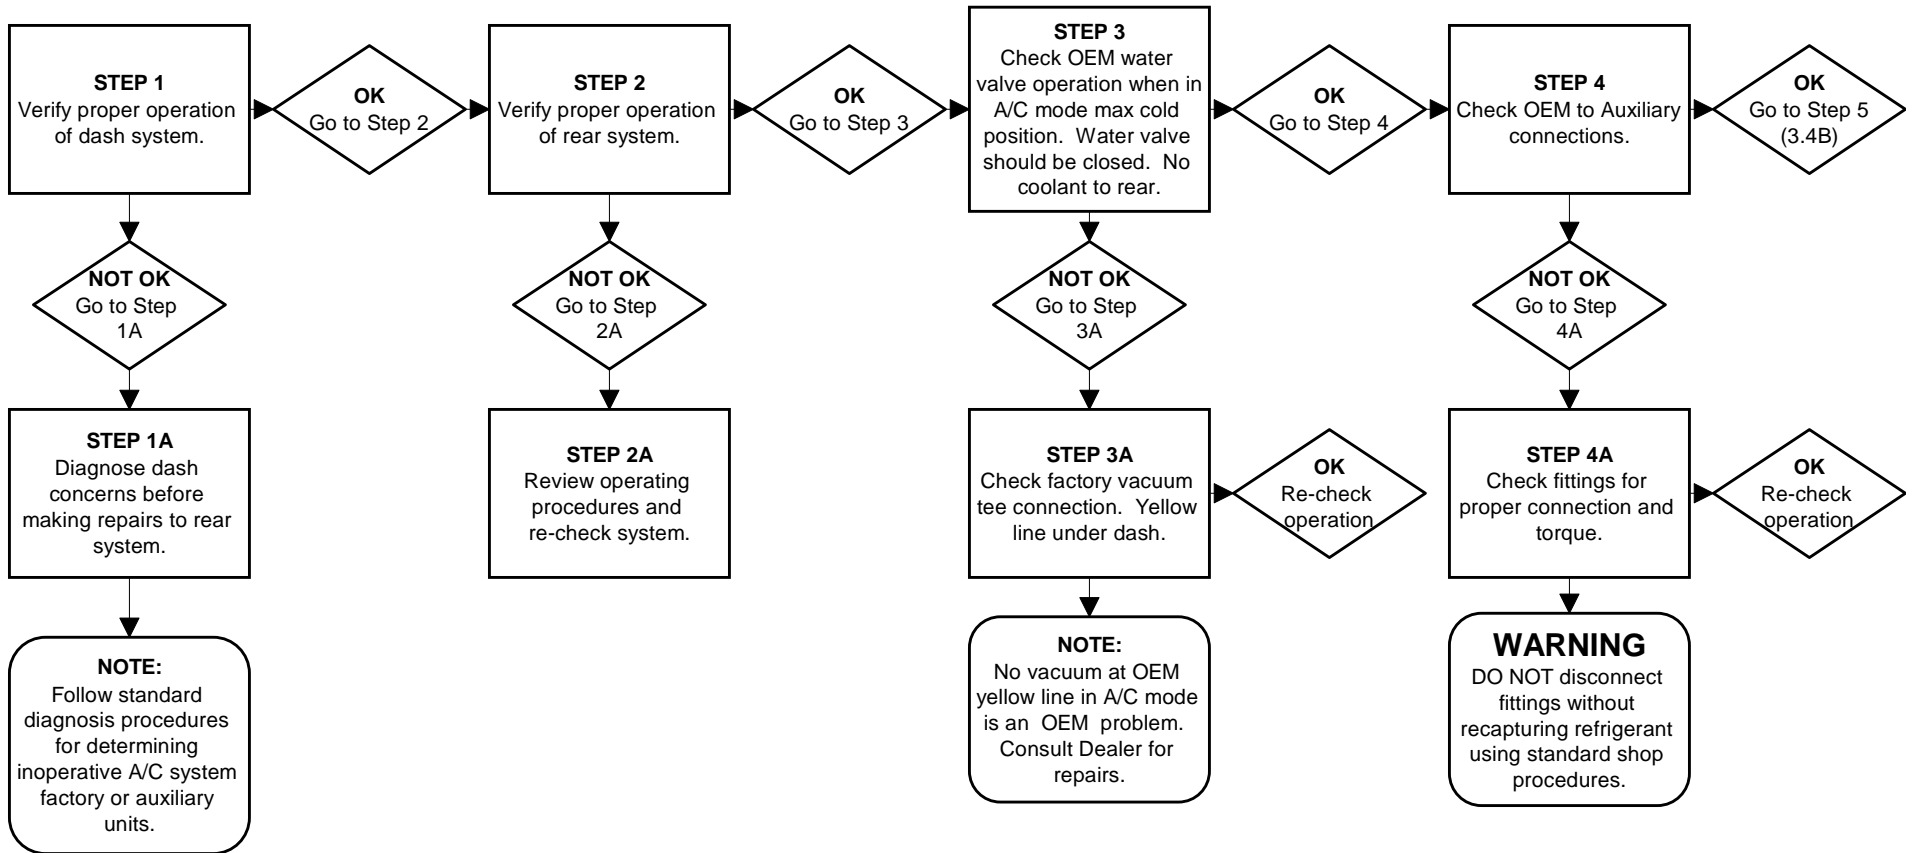 STEP 1
Verify proper operation
of dash system.
OK
Go to Step 2
STEP 2
Verify proper operation
of rear system.
OK
Go to Step 3
STEP 3
Check OEM water
valve operation when in
A/C mode max cold
position. Water valve
should be closed. No
coolant to rear.
OK
Go to Step 4
STEP 4
Check OEM to Auxiliary
connections.
OK
Go to Step 5
(3.4B)
NOT OK
Go to Step
1A
NOT OK
Go to Step
2A
NOT OK
Go to Step
3A
NOT OK
Go to Step
4A
STEP 1A
Diagnose dash
concerns before
making repairs to rear
system.
STEP 2A
Review operating
procedures and
re-check system.
STEP 3A
Check factory vacuum
tee connection. Yellow
line under dash.
OK
Re-check
operation
STEP 4A
Check fittings for
proper connection and
torque.
OK
Re-check
operation
NOTE:
Follow standard
diagnosis procedures
for determining
inoperative A/C system
factory or auxiliary
units.
NOTE:
No vacuum at OEM
yellow line in A/C mode
is an OEM problem.
Consult Dealer for
repairs.
WARNING
DO NOT disconnect
fittings without
recapturing refrigerant
using standard shop
procedures.